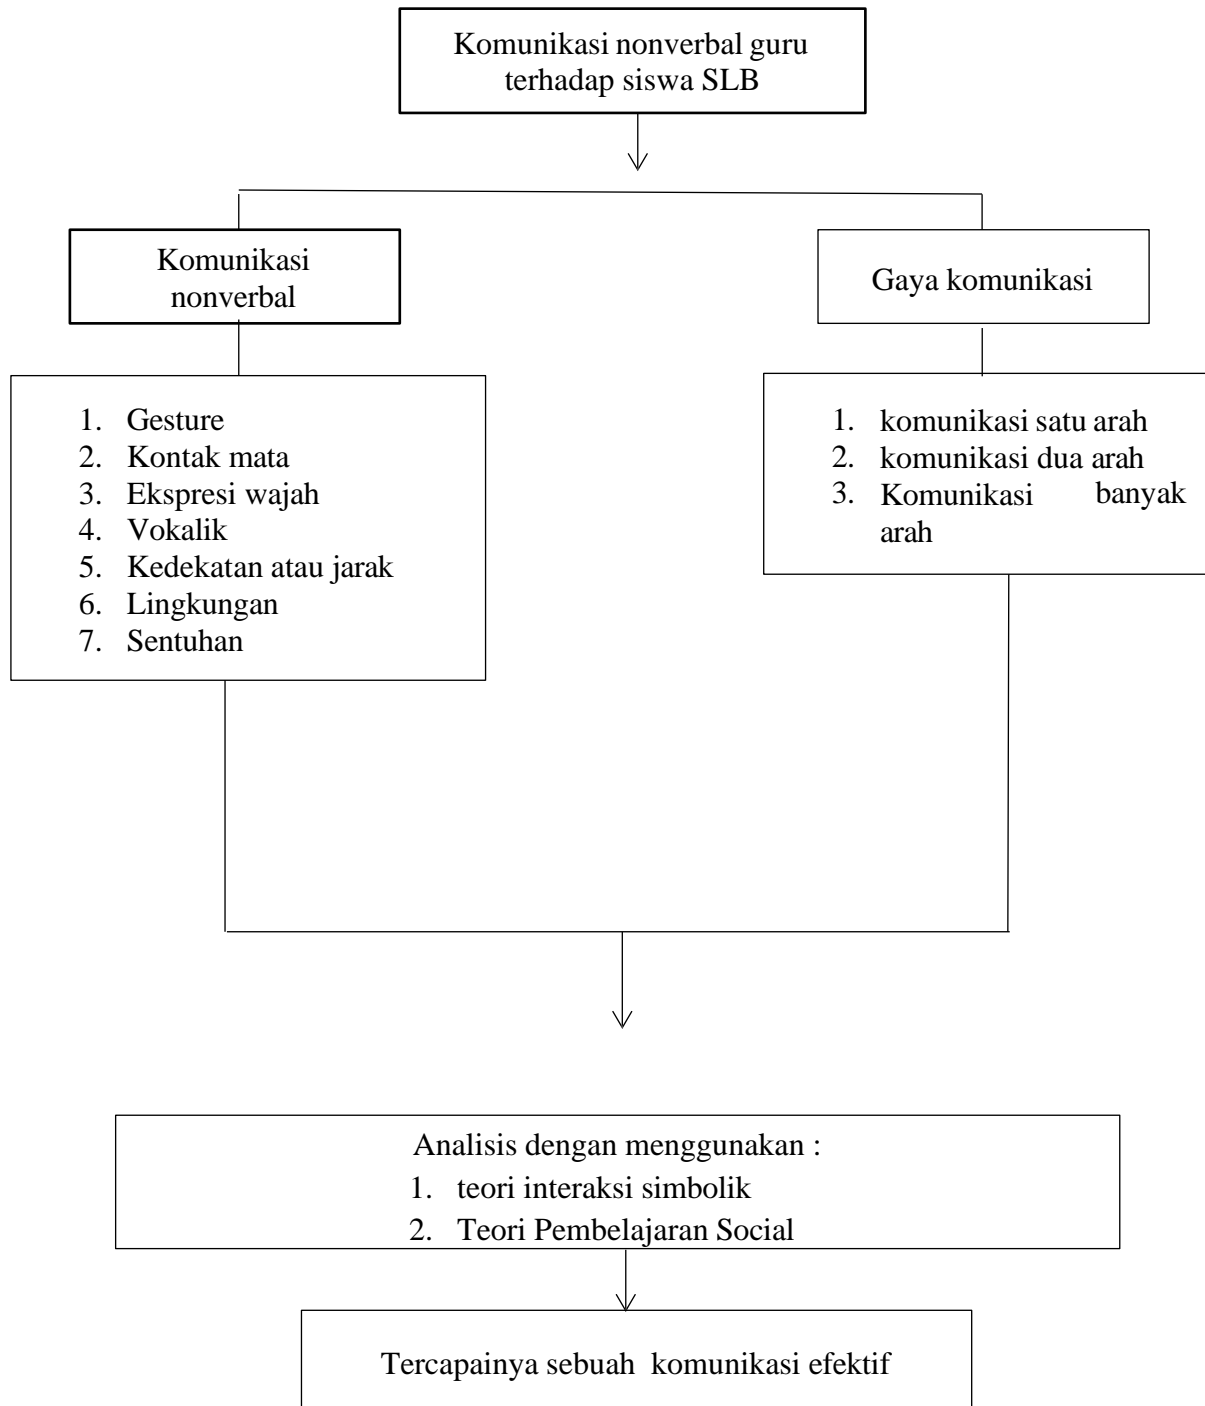 Komunikasi nonverbal guru
terhadap siswa SLB
Komunikasi
nonverbal
Gaya komunikasi
1. Gesture
2. Kontak mata
3. Ekspresi wajah
4. Vokalik
5. Kedekatan atau jarak
6. Lingkungan
7. Sentuhan
1. komunikasi satu arah
2. komunikasi dua arah
3. Komunikasi banyak
arah
Analisis dengan menggunakan :
1. teori interaksi simbolik
2. Teori Pembelajaran Social
Tercapainya sebuah komunikasi efektif